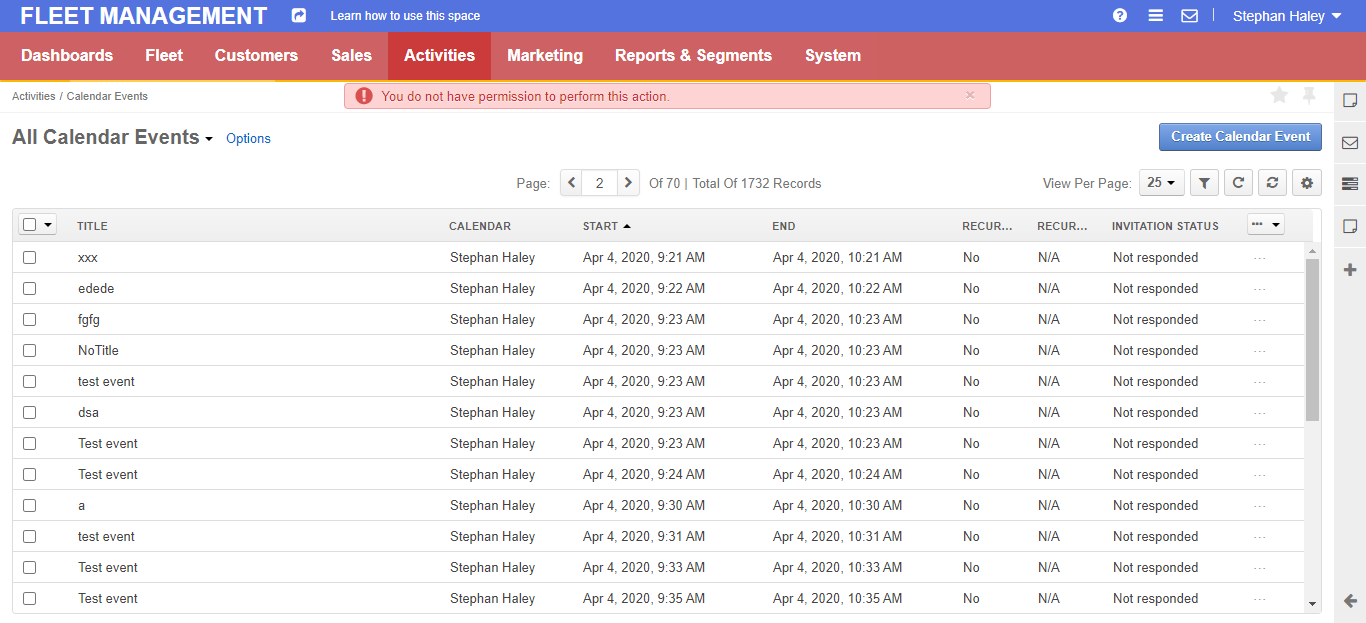 FLEET MANAGEMENT Learn how to use this space Stephan Haley
Dashboards Fleet Customers Sales Activities Marketing Reports & Segments System
Activities / Calendar Events You do not have permission to perform this action.
All Calendar Events Options Create Calendar Event
Page: 2 Of 70 | Total Of 1732 Records View Per Page: 25
TITLE CALENDAR START END RECUR... RECUR... INVITATION STATUS
xxx Stephan Haley Apr 4, 2020, 9:21 AM Apr 4, 2020, 10:21 AM No N/A Not responded
edede Stephan Haley Apr 4, 2020, 9:22 AM Apr 4, 2020, 10:22 AM No N/A Not responded
fgfg Stephan Haley Apr 4, 2020, 9:23 AM Apr 4, 2020, 10:23 AM No N/A Not responded
NoTitle Stephan Haley Apr 4, 2020, 9:23 AM Apr 4, 2020, 10:23 AM No N/A Not responded
test event Stephan Haley Apr 4, 2020, 9:23 AM Apr 4, 2020, 10:23 AM No N/A Not responded
dsa Stephan Haley Apr 4, 2020, 9:23 AM Apr 4, 2020, 10:23 AM No N/A Not responded
Test event Stephan Haley Apr 4, 2020, 9:23 AM Apr 4, 2020, 10:23 AM No N/A Not responded
Test event Stephan Haley Apr 4, 2020, 9:24 AM Apr 4, 2020, 10:24 AM No N/A Not responded
a Stephan Haley Apr 4, 2020, 9:30 AM Apr 4, 2020, 10:30 AM No N/A Not responded
test event Stephan Haley Apr 4, 2020, 9:31 AM Apr 4, 2020, 10:31 AM No N/A Not responded
Test event Stephan Haley Apr 4, 2020, 9:33 AM Apr 4, 2020, 10:33 AM No N/A Not responded
Test event Stephan Haley Apr 4, 2020, 9:35 AM Apr 4, 2020, 10:35 AM No N/A Not responded